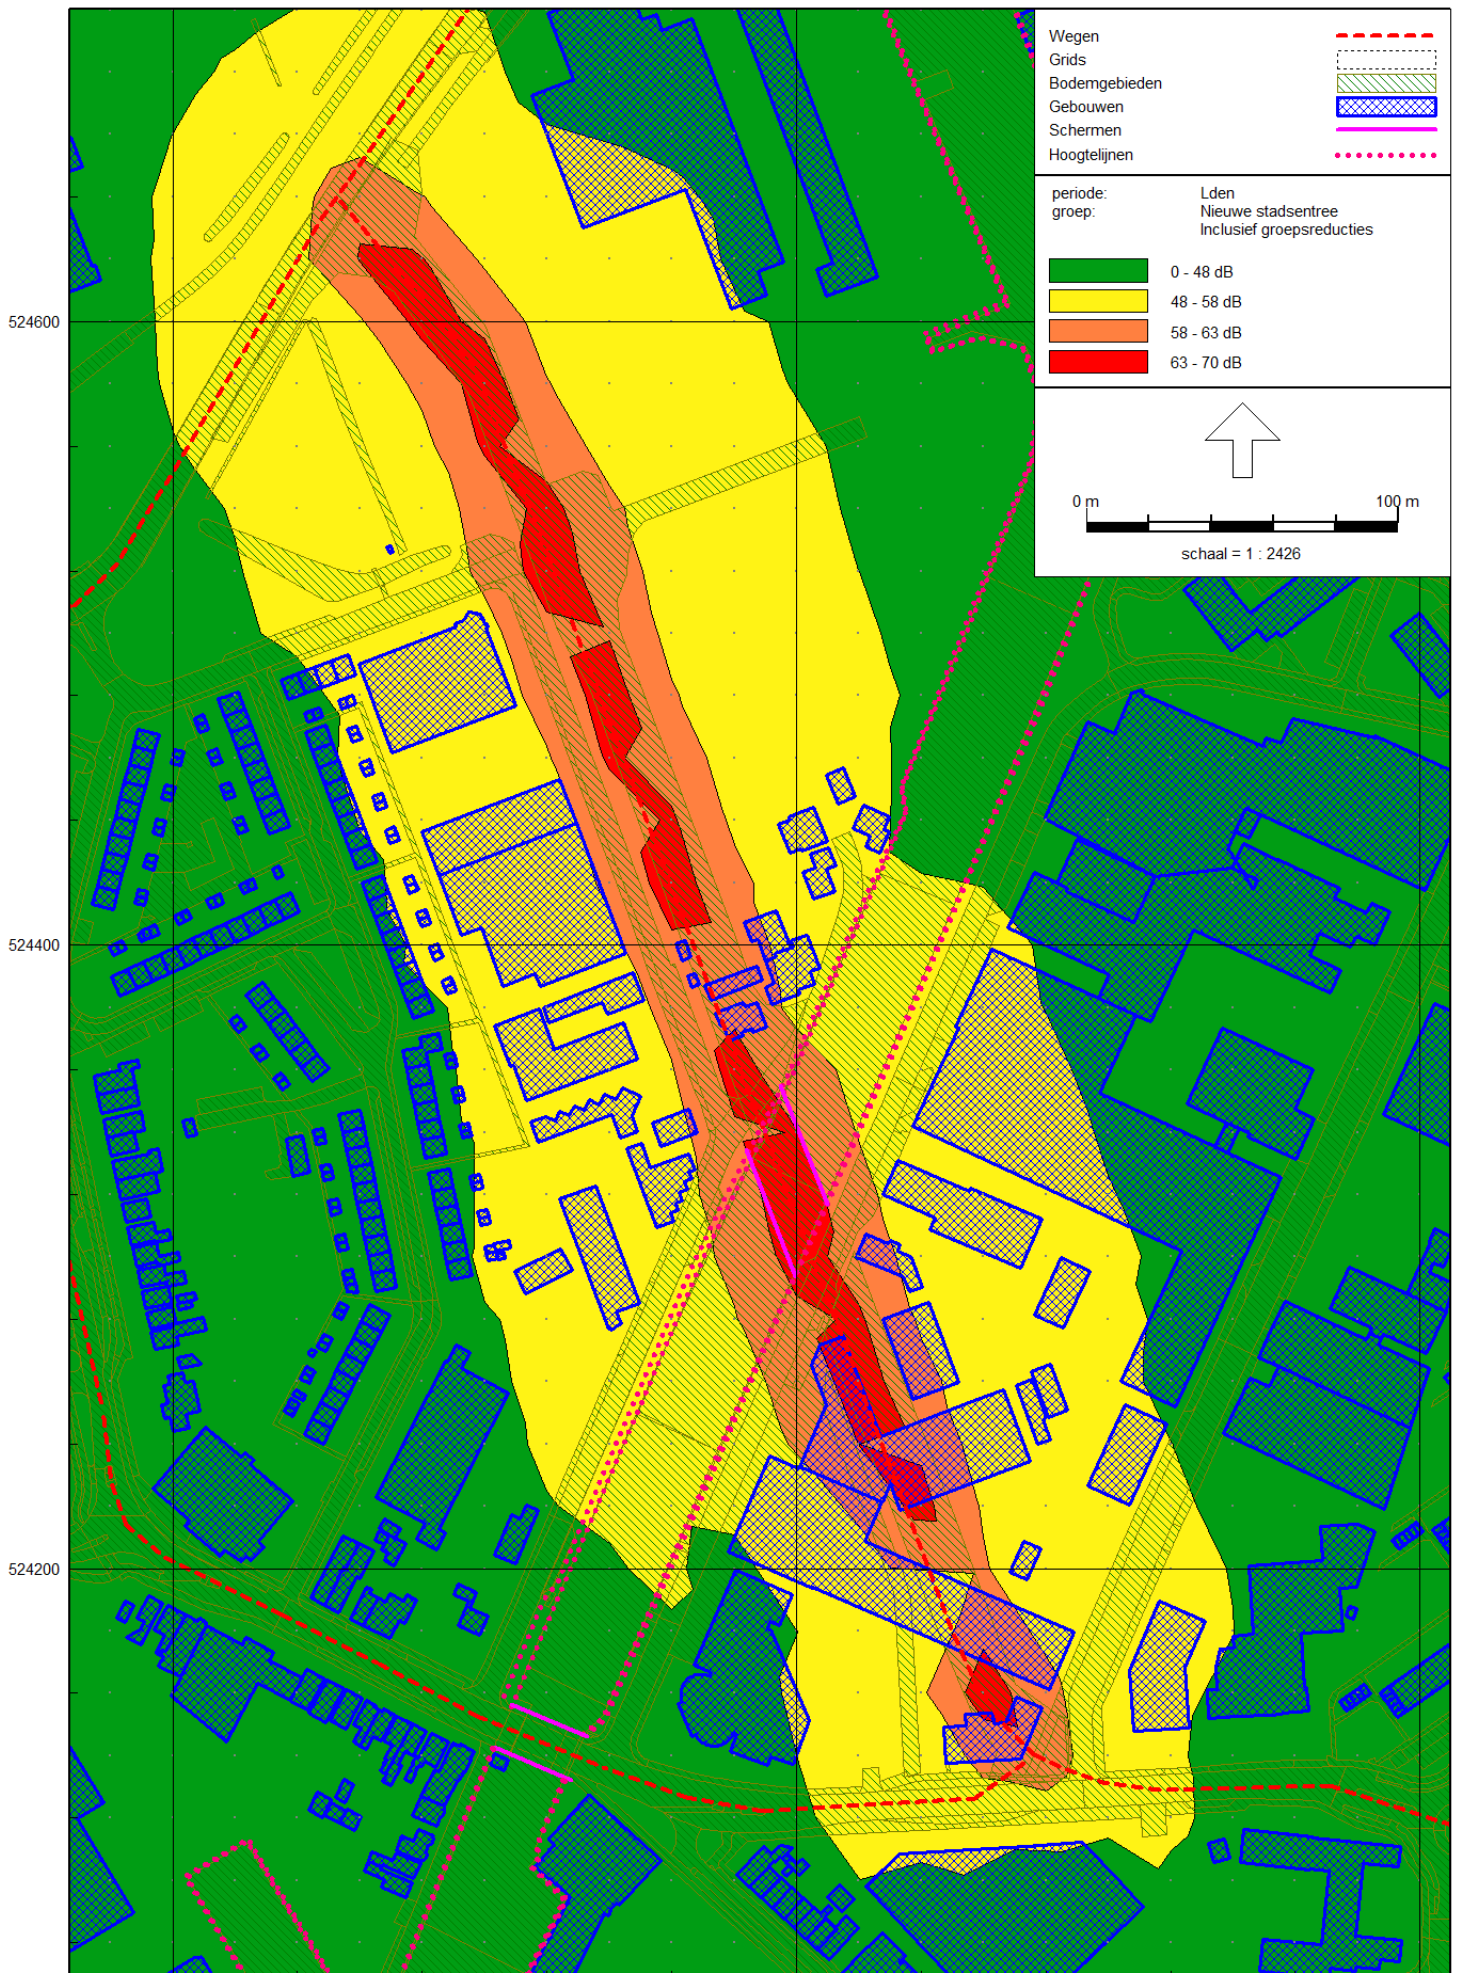 Wegen
Grids
Bodemgebieden
Gebouwen
Schermen
Hoogtelijnen
periode: Lden
groep: Nieuwe stadsentree
Inclusief groepsreducties
0 - 48 dB
48 - 58 dB
58 - 63 dB
63 - 70 dB
0 m 100 m
schaal = 1 : 2426
524600
524400
524200